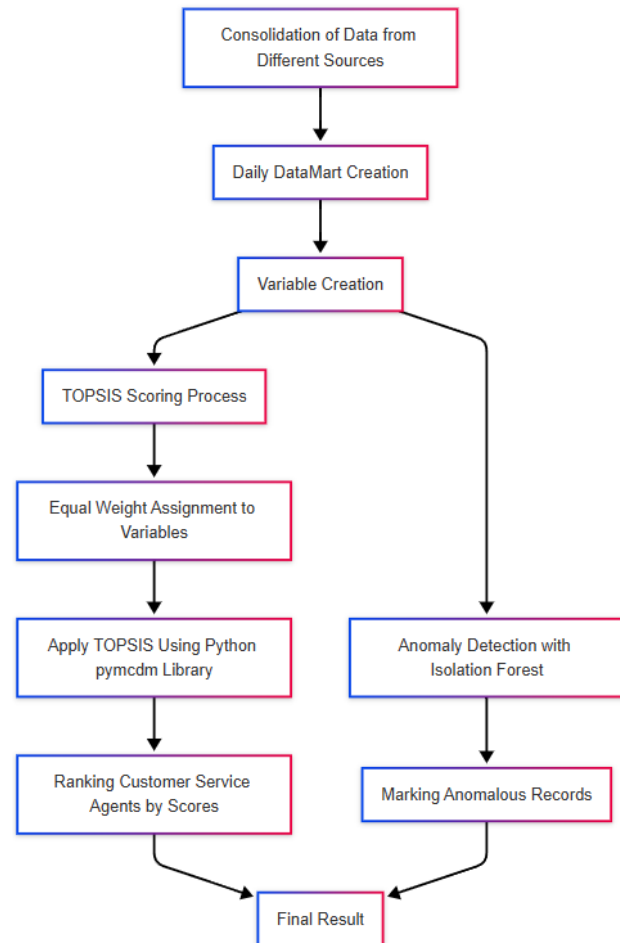 Consolidation of Data from
Different Sources
Daily DataMart Creation
Variable Creation
TOPSIS Scoring Process
Equal Weight Assignment to
Variables
Apply TOPSIS Using Python
pymcdm Library
Anomaly Detection with
Isolation Forest
Ranking Customer Service
Agents by Scores
Marking Anomalous Records
Final Result